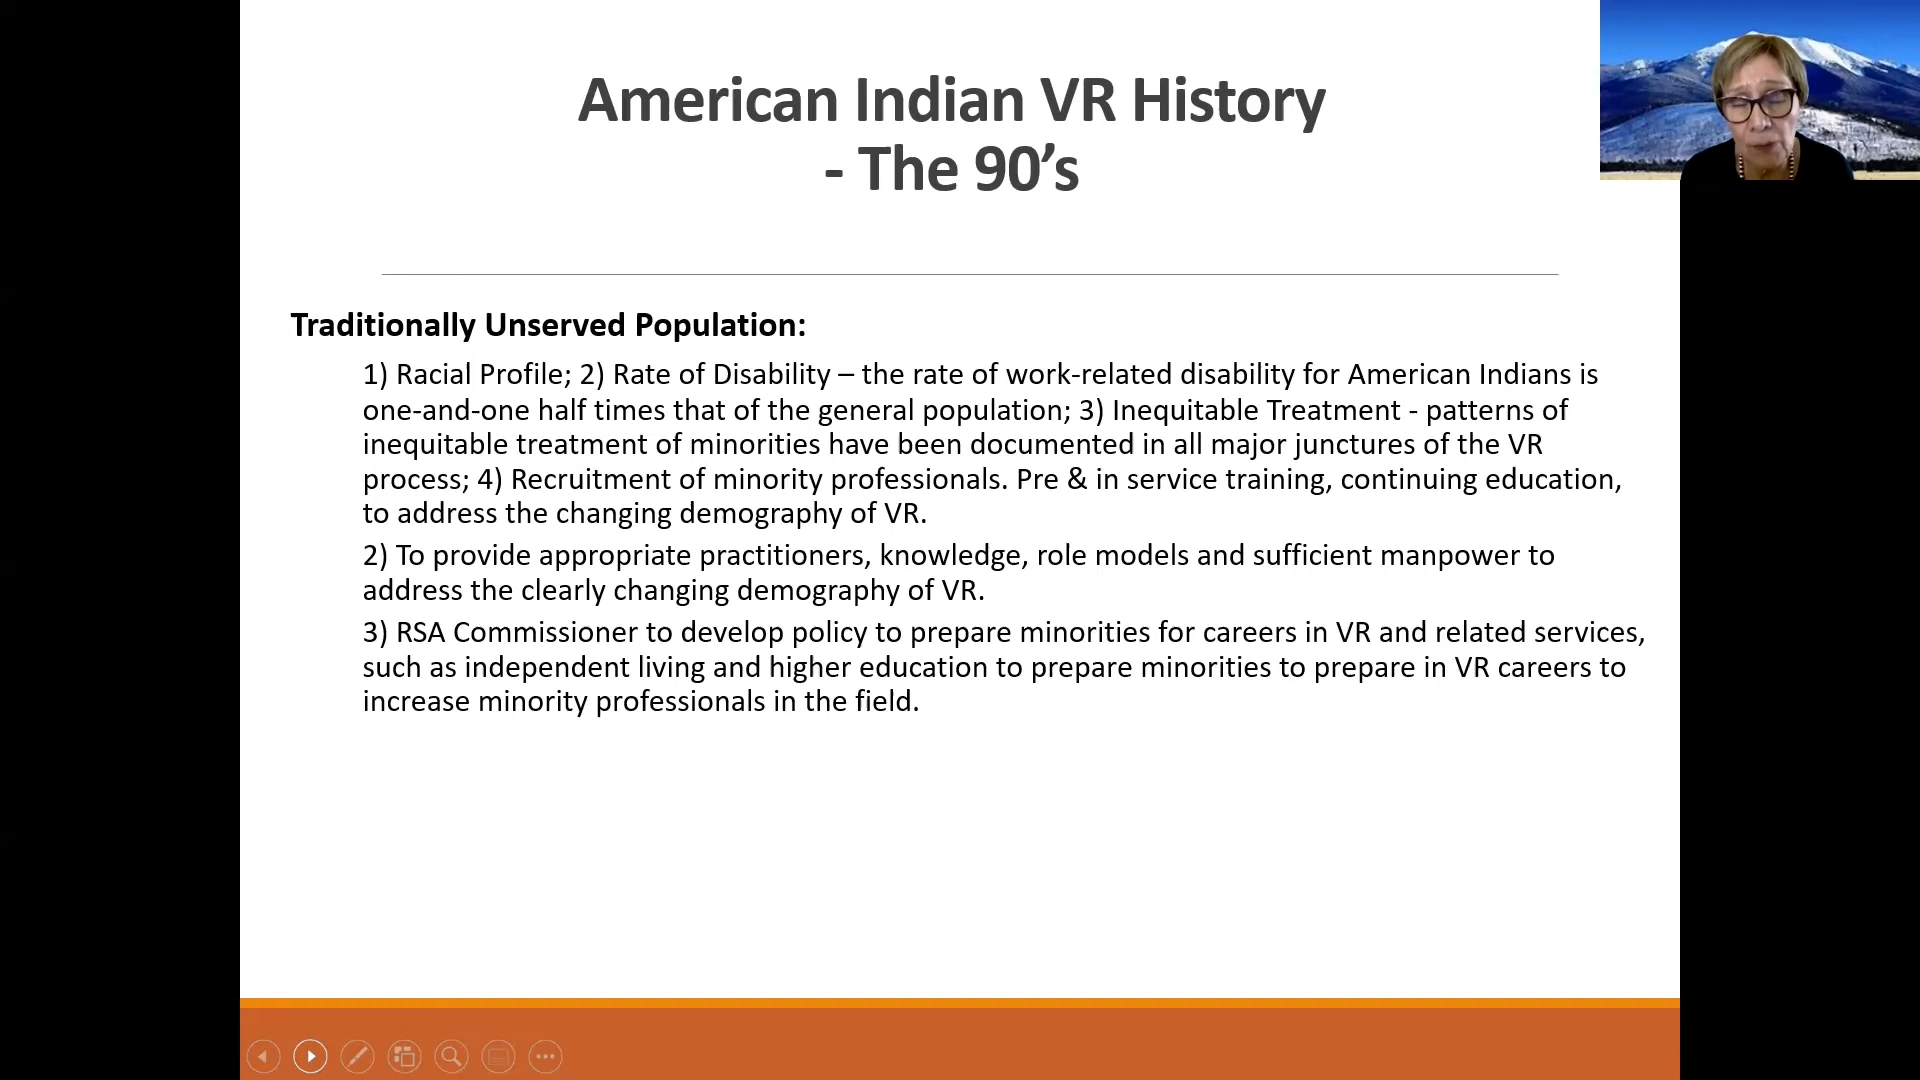 American Indian VR History
- The 90’s
Traditionally Unserved Population:
1) Racial Profile; 2) Rate of Disability – the rate of work-related disability for American Indians is
one-and-one half times that of the general population; 3) Inequitable Treatment - patterns of
inequitable treatment of minorities have been documented in all major junctures of the VR
process; 4) Recruitment of minority professionals. Pre & in service training, continuing education,
to address the changing demography of VR.
2) To provide appropriate practitioners, knowledge, role models and sufficient manpower to
address the clearly changing demography of VR.
3) RSA Commissioner to develop policy to prepare minorities for careers in VR and related services,
such as independent living and higher education to prepare minorities to prepare in VR careers to
increase minority professionals in the field.